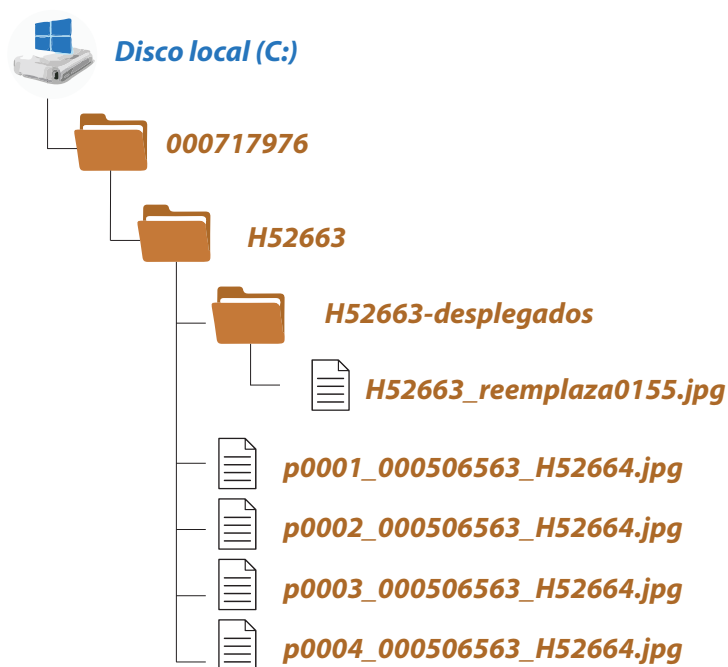 Disco local (C:)
000717976
H52663
H52663-desplegados
H52663_reemplaza0155.jpg
p0001_000506563_H52664.jpg
p0002_000506563_H52664.jpg
p0003_000506563_H52664.jpg
p0004_000506563_H52664.jpg